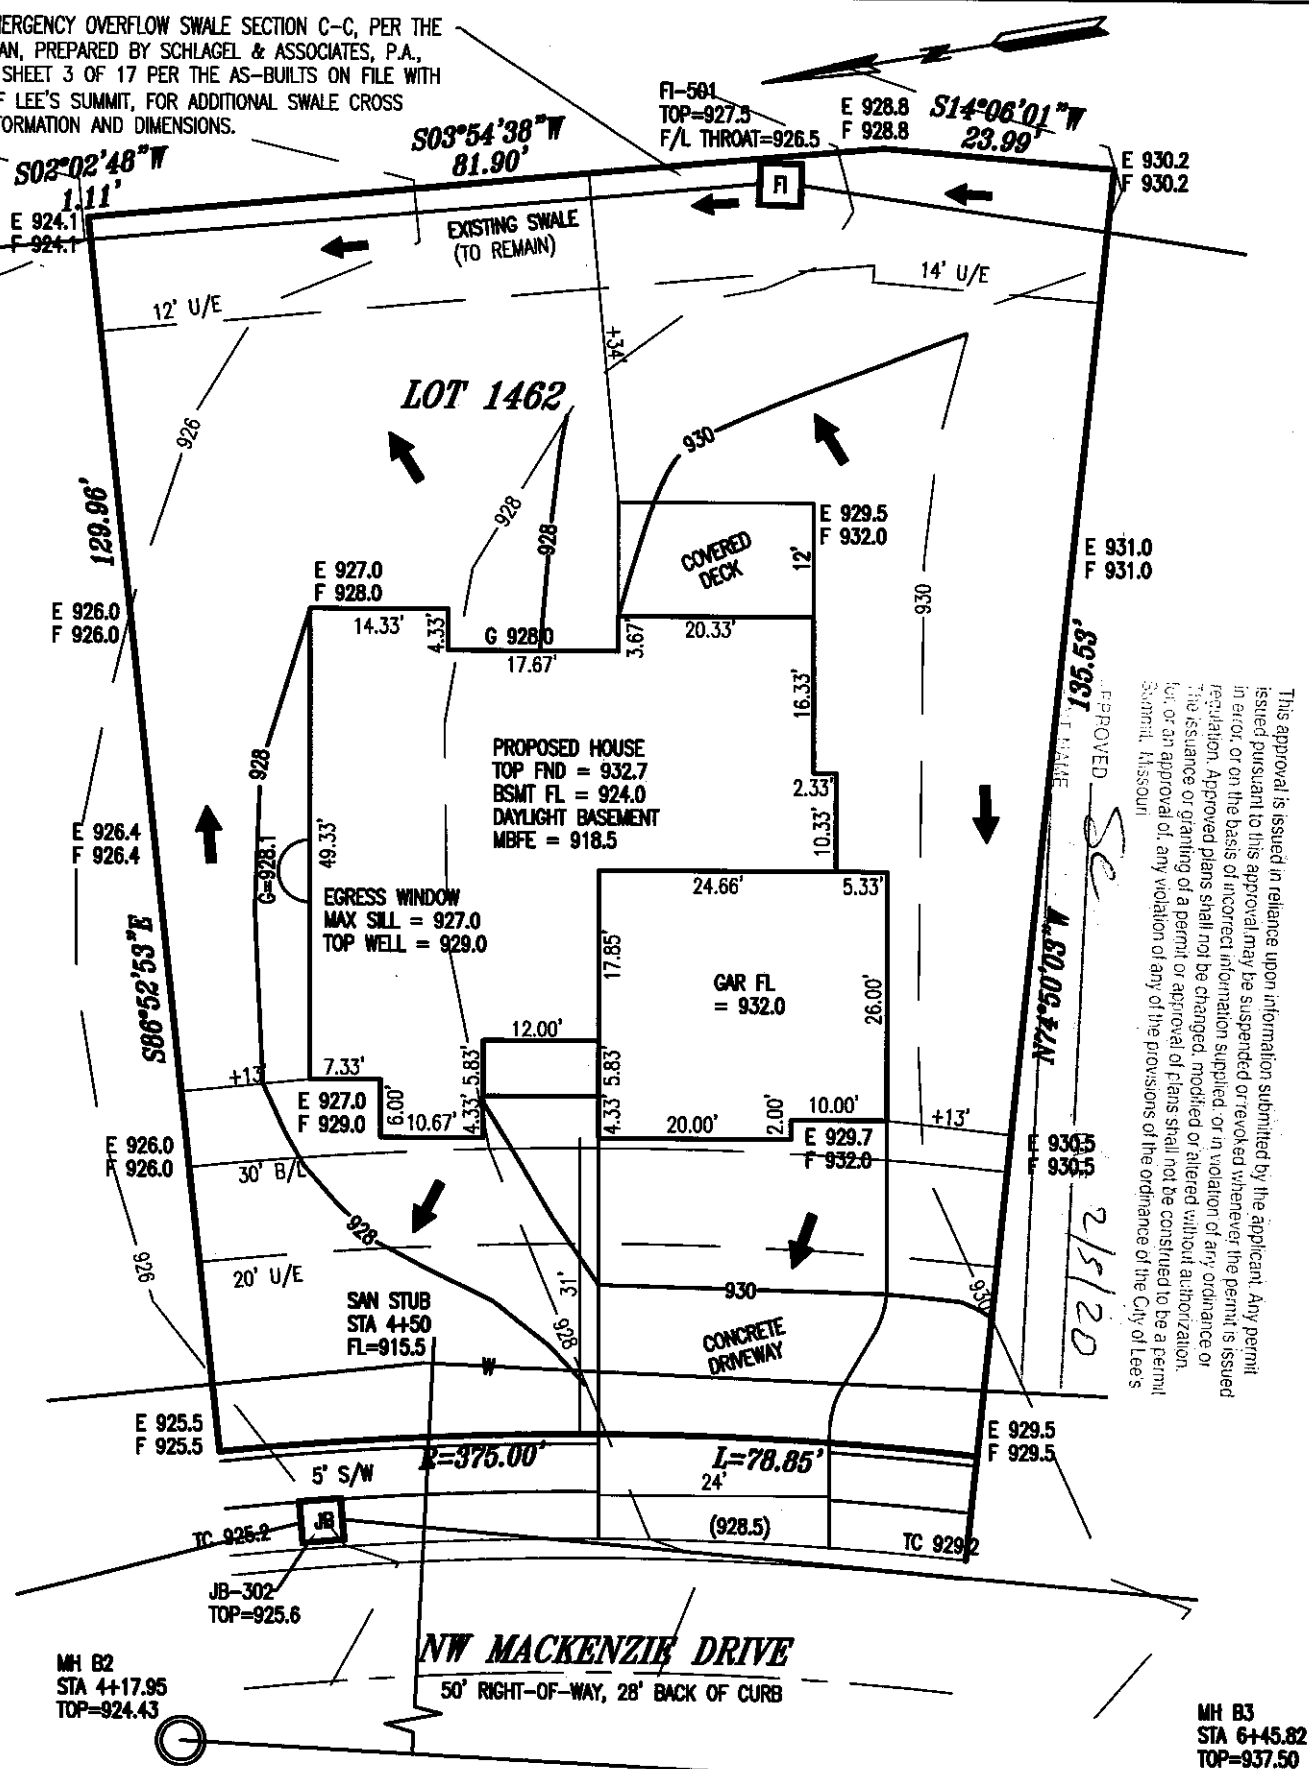 MERGENCY OVERFLOW SWALE SECTION C-C, PER THE
AN, PREPARED BY SCHLAGEL & ASSOCIATES, P.A.,
SHEET 3 OF 17 PER THE AS-BUILTS ON FILE WITH
F LEE'S SUMMIT, FOR ADDITIONAL SWALE CROSS
FORMATION AND DIMENSIONS.
N
FI-501
TOP=927.5
F/L THROAT=926.5
E 928.8
F 928.8
S14°06'01"W
23.99'
S03°54'38"W
81.90'
S02°02'48"W
1.11'
E 924.1
F 924.1
E 930.2
F 930.2
FI
EXISTING SWALE
(TO REMAIN)
12' U/E
14' U/E
+34'
LOT 1462
926
930
928
928
129.96'
E 929.5
F 932.0
COVERED
DECK
12'
E 931.0
F 931.0
E 927.0
F 928.0
930
E 926.0
F 926.0
14.33'
4.33'
G 928.0
17.67'
3.67'
20.33'
135.53'
16.33'
928
PROPOSED HOUSE
TOP FND = 932.7
BSMT FL = 924.0
DAYLIGHT BASEMENT
MBFE = 918.5
2.33'
10.33'
E 926.4
F 926.4
G=928.1
49.33'
EGRESS WINDOW
MAX SILL = 927.0
TOP WELL = 929.0
24.66'
5.33'
17.85'
GAR FL
= 932.0
26.00'
S86°52'53"E
N74°50'08"W
12.00'
5.83'
5.83'
+13'
7.33'
E 927.0
F 929.0
6.00'
10.67'
4.33'
4.33'
20.00'
2.00'
10.00'
+13'
E 929.7
F 932.0
E 926.0
F 926.0
E 930.5
F 930.5
30' B/L
928
20' U/E
926
SAN STUB
STA 4+50
FL=915.5
31'
928
930
930
CONCRETE
DRIVEWAY
W
E 925.5
F 925.5
E 929.5
F 929.5
R=375.00'
L=78.85'
5' S/W
24'
JB
TC 925.2
(928.5)
TC 929.2
JB-302
TOP=925.6
NW MACKENZIE DRIVE
50' RIGHT-OF-WAY, 28' BACK OF CURB
MH B2
STA 4+17.95
TOP=924.43
MH B3
STA 6+45.82
TOP=937.50
This approval is issued in reliance upon information submitted by the applicant. Any permit
issued pursuant to this approval may be suspended or revoked whenever the permit is issued
in error, or on the basis of incorrect information supplied, or in violation of any ordinance or
regulation. Approved plans shall not be changed, modified or altered without authorization.
The issuance or granting of a permit or approval of plans shall not be construed to be a permit
for, or an approval of, any violation of any of the provisions of the ordinance of the City of Lee's
Summit, Missouri
APPROVED SC
NAME
2/5/20